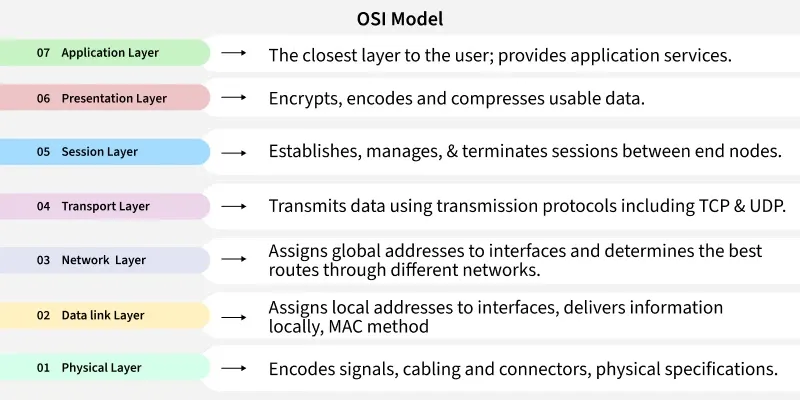 OSI Model
07 Application Layer
The closest layer to the user; provides application services.
06 Presentation Layer
Encrypts, encodes and compresses usable data.
05 Session Layer
Establishes, manages, & terminates sessions between end nodes.
04 Transport Layer
Transmits data using transmission protocols including TCP & UDP.
03 Network Layer
Assigns global addresses to interfaces and determines the best
routes through different networks.
02 Data link Layer
Assigns local addresses to interfaces, delivers information
locally, MAC method
01 Physical Layer
Encodes signals, cabling and connectors, physical specifications.